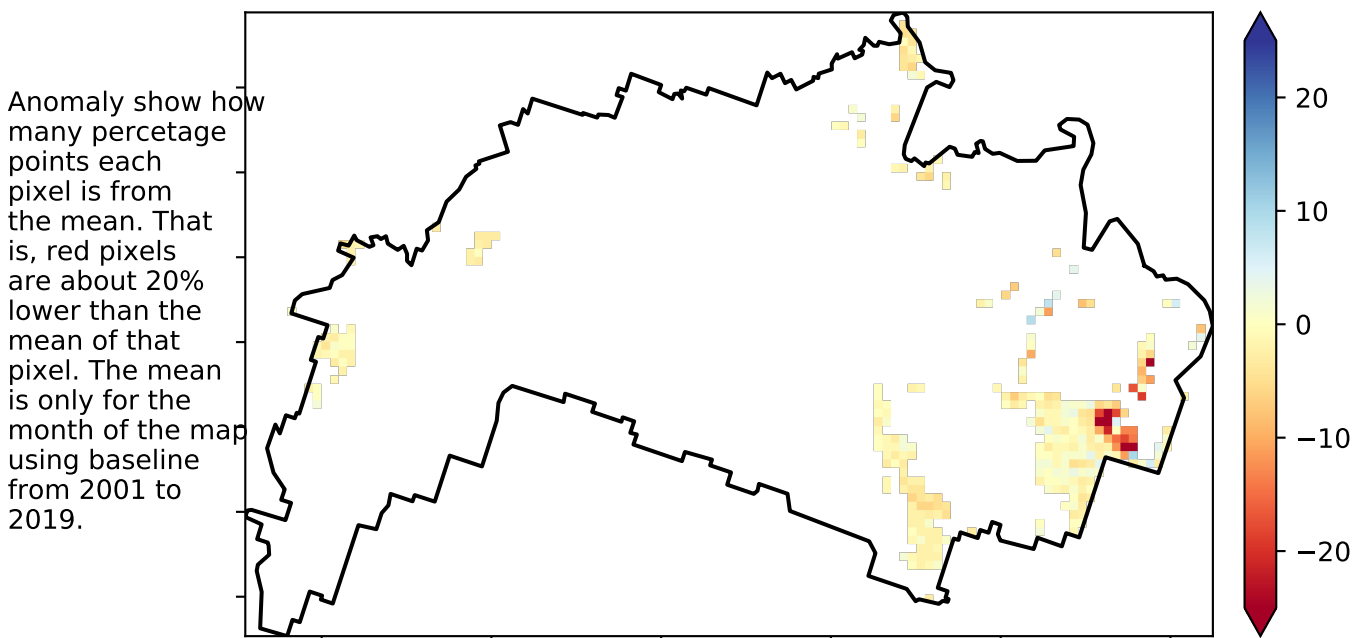 Anomaly show how
many percetage
points each
pixel is from
the mean. That
is, red pixels
are about 20%
lower than the
mean of that
pixel. The mean
is only for the
month of the map
using baseline
from 2001 to
2019.
20
10
0
−10
−20